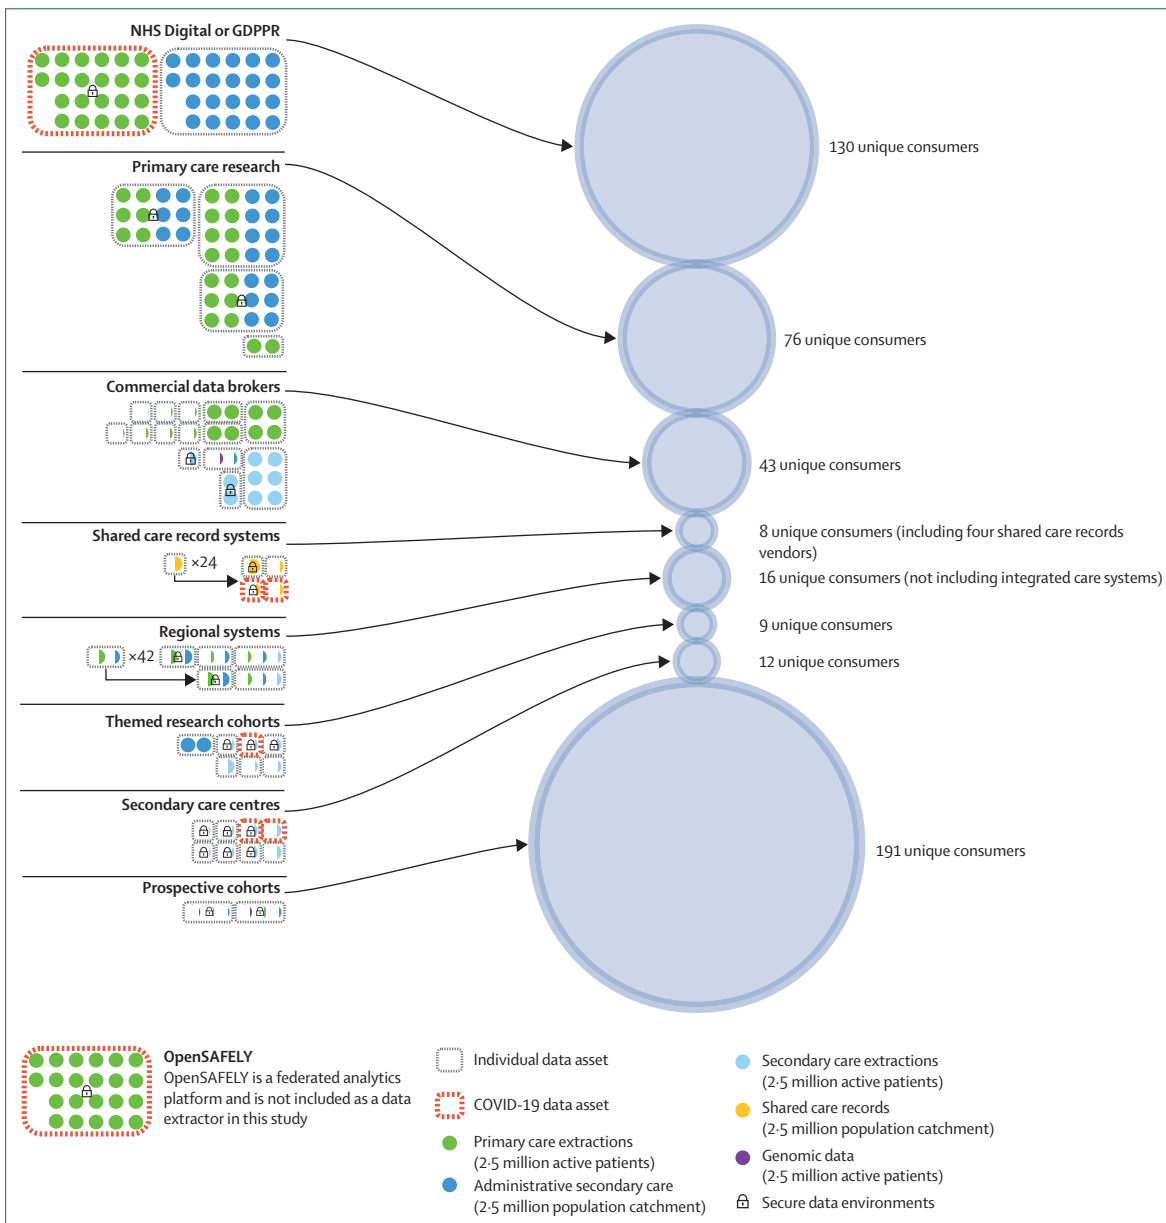 NHS Digital or GDPPR
130 unique consumers
Primary care research
76 unique consumers
Commercial data brokers
43 unique consumers
Shared care record systems
×24
8 unique consumers (including four shared care records
vendors)
16 unique consumers (not including integrated care systems)
Regional systems
×42
9 unique consumers
12 unique consumers
Themed research cohorts
Secondary care centres
191 unique consumers
Prospective cohorts
OpenSAFELY
OpenSAFELY is a federated analytics
platform and is not included as a data
extractor in this study
Individual data asset
COVID-19 data asset
Primary care extractions
(2·5 million active patients)
Administrative secondary care
(2·5 million population catchment)
Secondary care extractions
(2·5 million active patients)
Shared care records
(2·5 million population catchment)
Genomic data
(2·5 million active patients)
Secure data environments